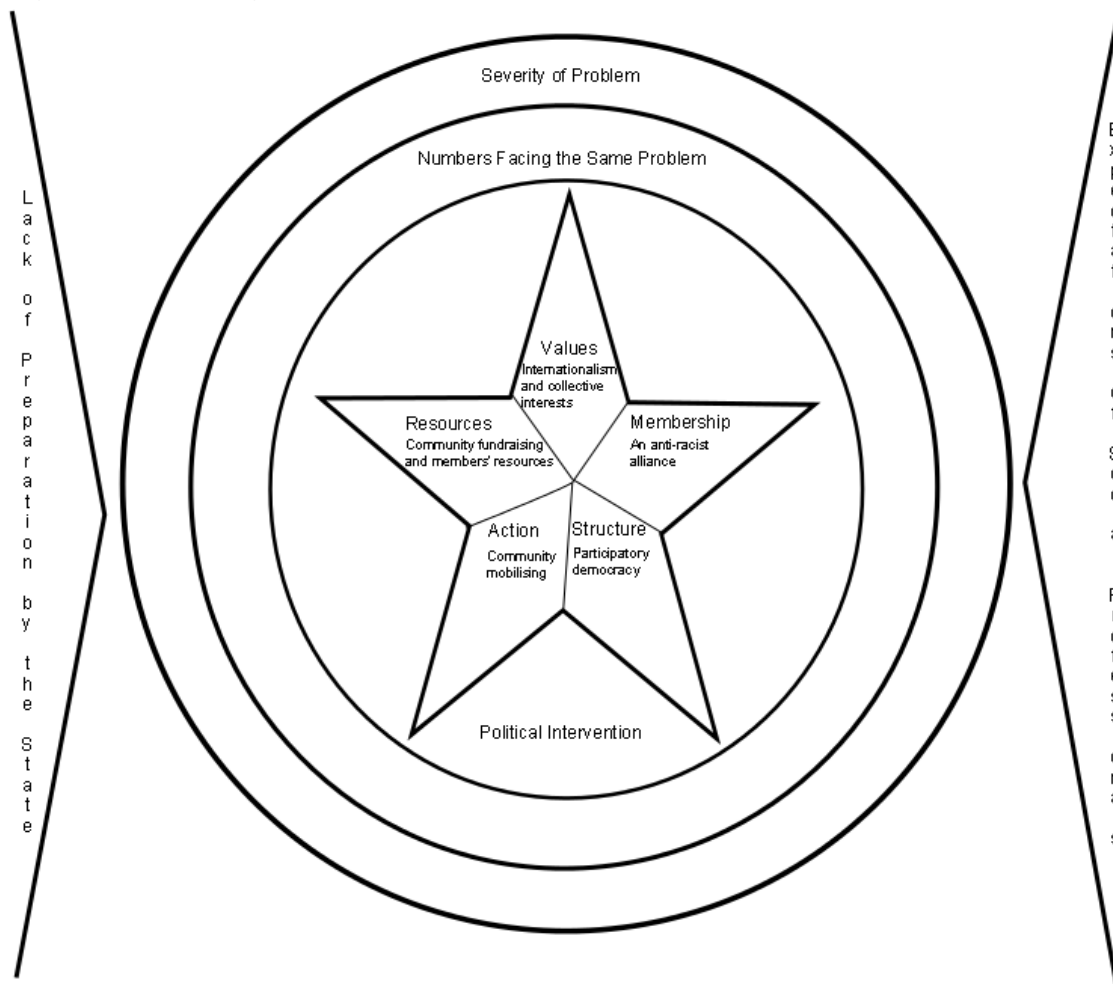 Severity of Problem
Numbers Facing the Same Problem
Lack of Preparation by the State
Values
Internationalism
and collective
interests
Resources
Community fundraising
and members' resources
Membership
An anti-racist
alliance
Action
Community
mobilising
Structure
Participatory
democracy
Political Intervention